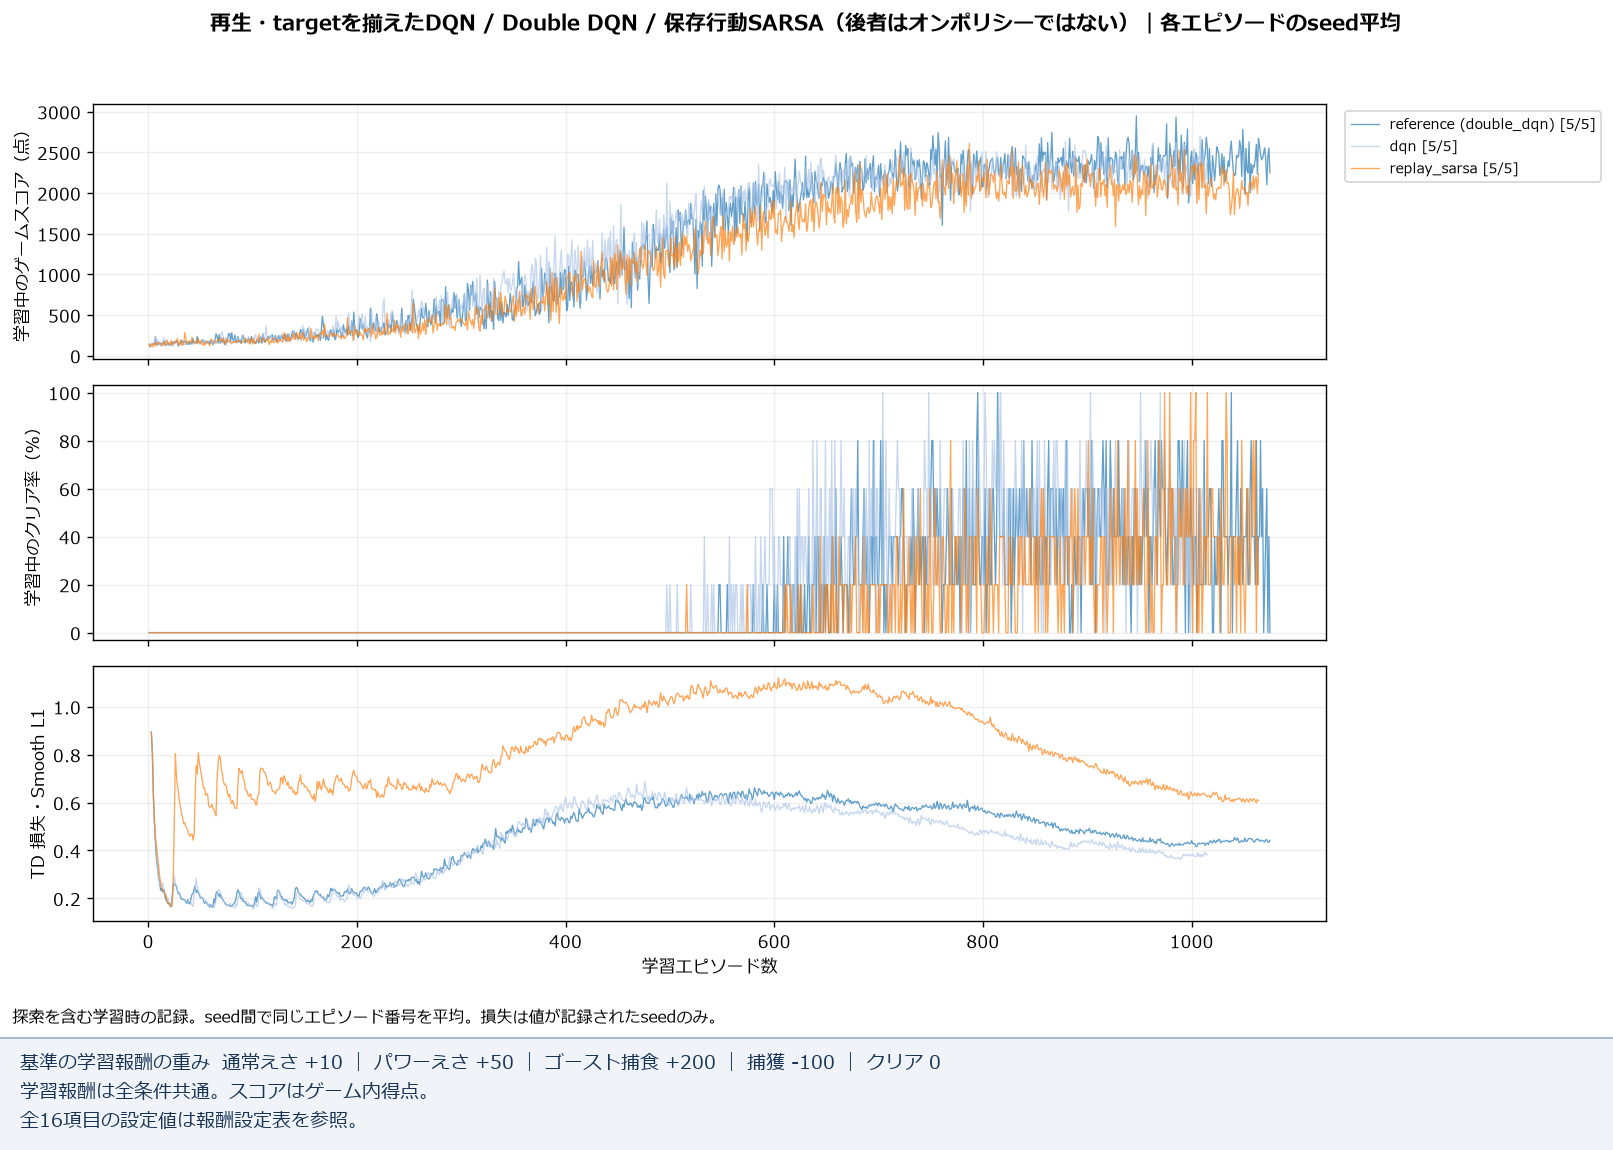 再生・targetを揃えたDQN / Double DQN / 保存行動SARSA（後者はオンポリシーではない）｜各エピソードのseed平均
学習中のゲームスコア（点）
3000
2500
2000
1500
1000
500
0
reference (double_dqn) [5/5]
dqn [5/5]
replay_sarsa [5/5]
学習中のクリア率（%）
100
80
60
40
20
0
TD 損失・Smooth L1
1.0
0.8
0.6
0.4
0.2
0
200
400
600
800
1000
学習エピソード数
探索を含む学習時の記録。seed間で同じエピソード番号を平均。損失は値が記録されたseedのみ。
基準の学習報酬の重み 通常えさ +10 ｜ パワーえさ +50 ｜ ゴースト捕食 +200 ｜ 捕獲 -100 ｜ クリア 0
学習報酬は全条件共通。スコアはゲーム内得点。
全16項目の設定値は報酬設定表を参照。